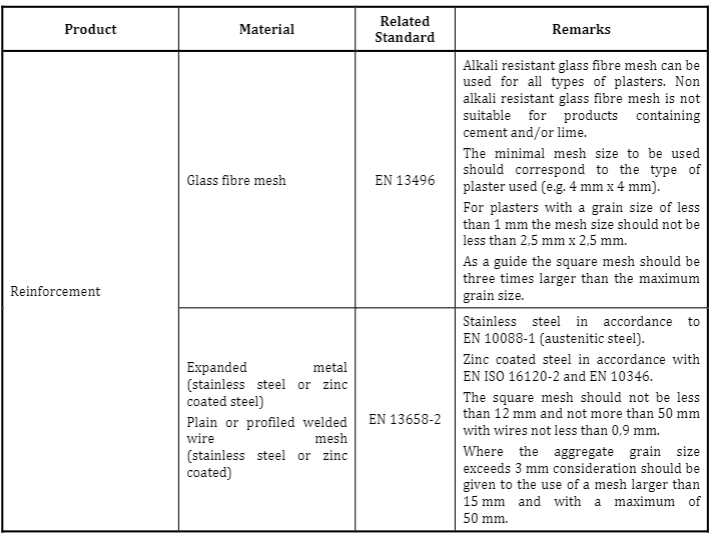 Product
Material
Related
Standard
Remarks
Reinforcement
Glass fibre mesh
EN 13496
Alkali resistant glass fibre mesh can be
used for all types of plasters. Non
alkali resistant glass fibre mesh is not
suitable for products containing
cement and/or lime.
The minimal mesh size to be used
should correspond to the type of
plaster used (e.g. 4 mm x 4 mm).
For plasters with a grain size of less
than 1 mm the mesh size should not be
less than 2,5 mm x 2,5 mm.
As a guide the square mesh should be
three times larger than the maximum
grain size.
Expanded metal
(stainless steel or zinc
coated steel)
Plain or profiled welded
wire mesh
(stainless steel or zinc
coated)
EN 13658-2
Stainless steel in accordance to
EN 10088-1 (austenitic steel).
Zinc coated steel in accordance with
EN ISO 16120-2 and EN 10346.
The square mesh should not be less
than 12 mm and not more than 50 mm
with wires not less than 0,9 mm.
Where the aggregate grain size
exceeds 3 mm consideration should be
given to the use of a mesh larger than
15 mm and with a maximum of
50 mm.